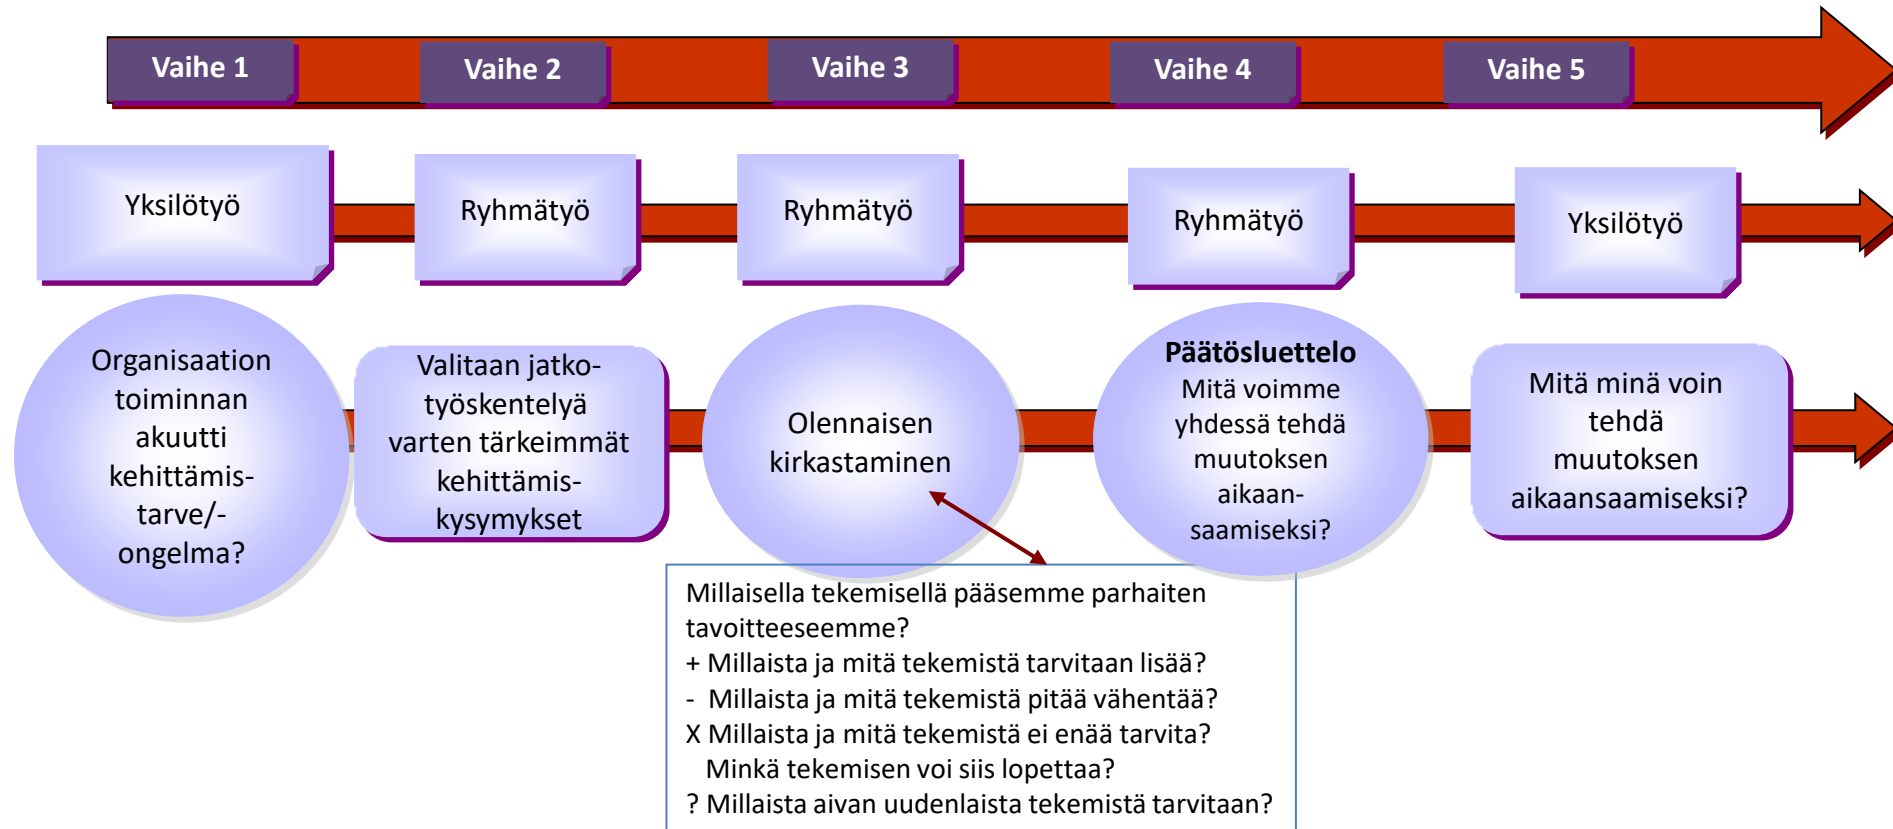 Vaihe 1
Vaihe 2
Vaihe 3
Vaihe 4
Vaihe 5
Yksilötyö
Ryhmätyö
Ryhmätyö
Ryhmätyö
Yksilötyö
Organisaation
toiminnan
akuutti
kehittämis-
tarve/-
ongelma?
Valitaan jatko-
työskentelyä
varten tärkeimmät
kehittämis-
kysymykset
Olennaisen
kirkastaminen
Päätösluettelo
Mitä voimme
yhdessä tehdä
muutoksen
aikaan-
saamiseksi?
Mitä minä voin
tehdä
muutoksen
aikaansaamiseksi?
Millaisella tekemisellä pääsemme parhaiten
tavoitteeseemme?
+ Millaista ja mitä tekemistä tarvitaan lisää?
- Millaista ja mitä tekemistä pitää vähentää?
X Millaista ja mitä tekemistä ei enää tarvita?
Minkä tekemisen voi siis lopettaa?
? Millaista aivan uudenlaista tekemistä tarvitaan?